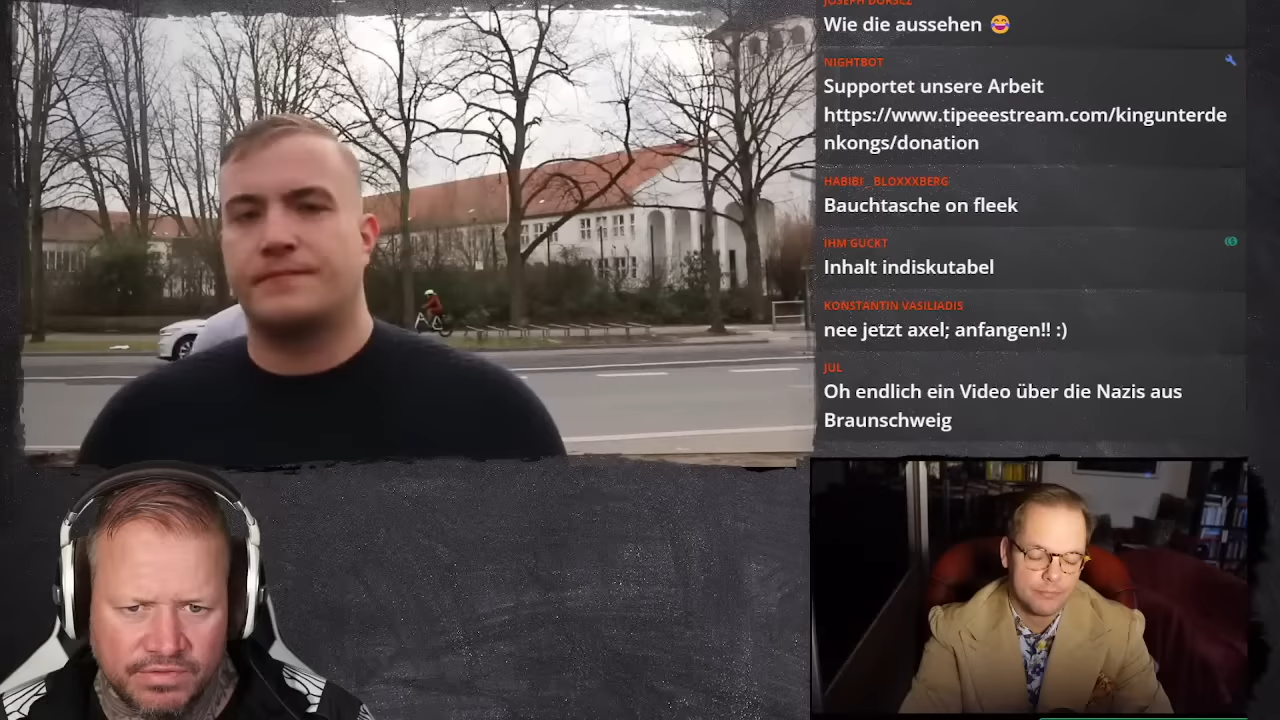 JOSEPH DORSCZ
Wie die aussehen 😂
NIGHTBOT
Supportet unsere Arbeit
https://www.tipeeestream.com/kingunterde
nkongs/donation
HABIBI_BLOXXXBERG
Bauchtasche on fleek
IHM GUCKT
Inhalt indiskutabel
KONSTANTIN VASILIADIS
nee jetzt axel; anfangen!! :)
JUL
Oh endlich ein Video über die Nazis aus
Braunschweig